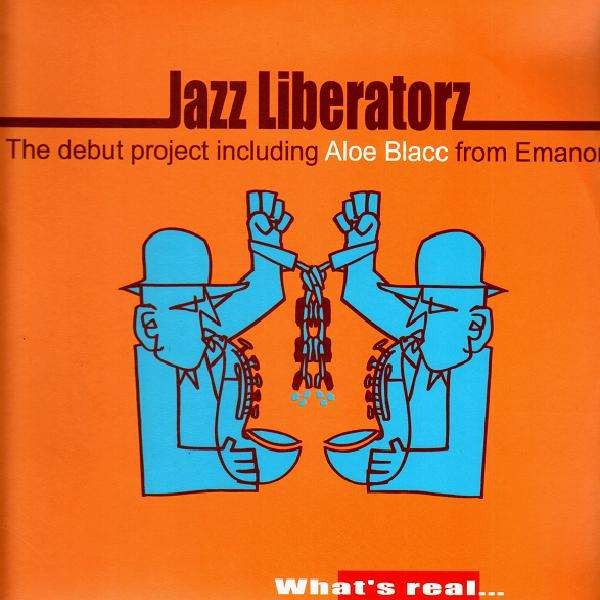 Jazz Liberatorz
The debut project including Aloe Blacc from Emanon
What's real...